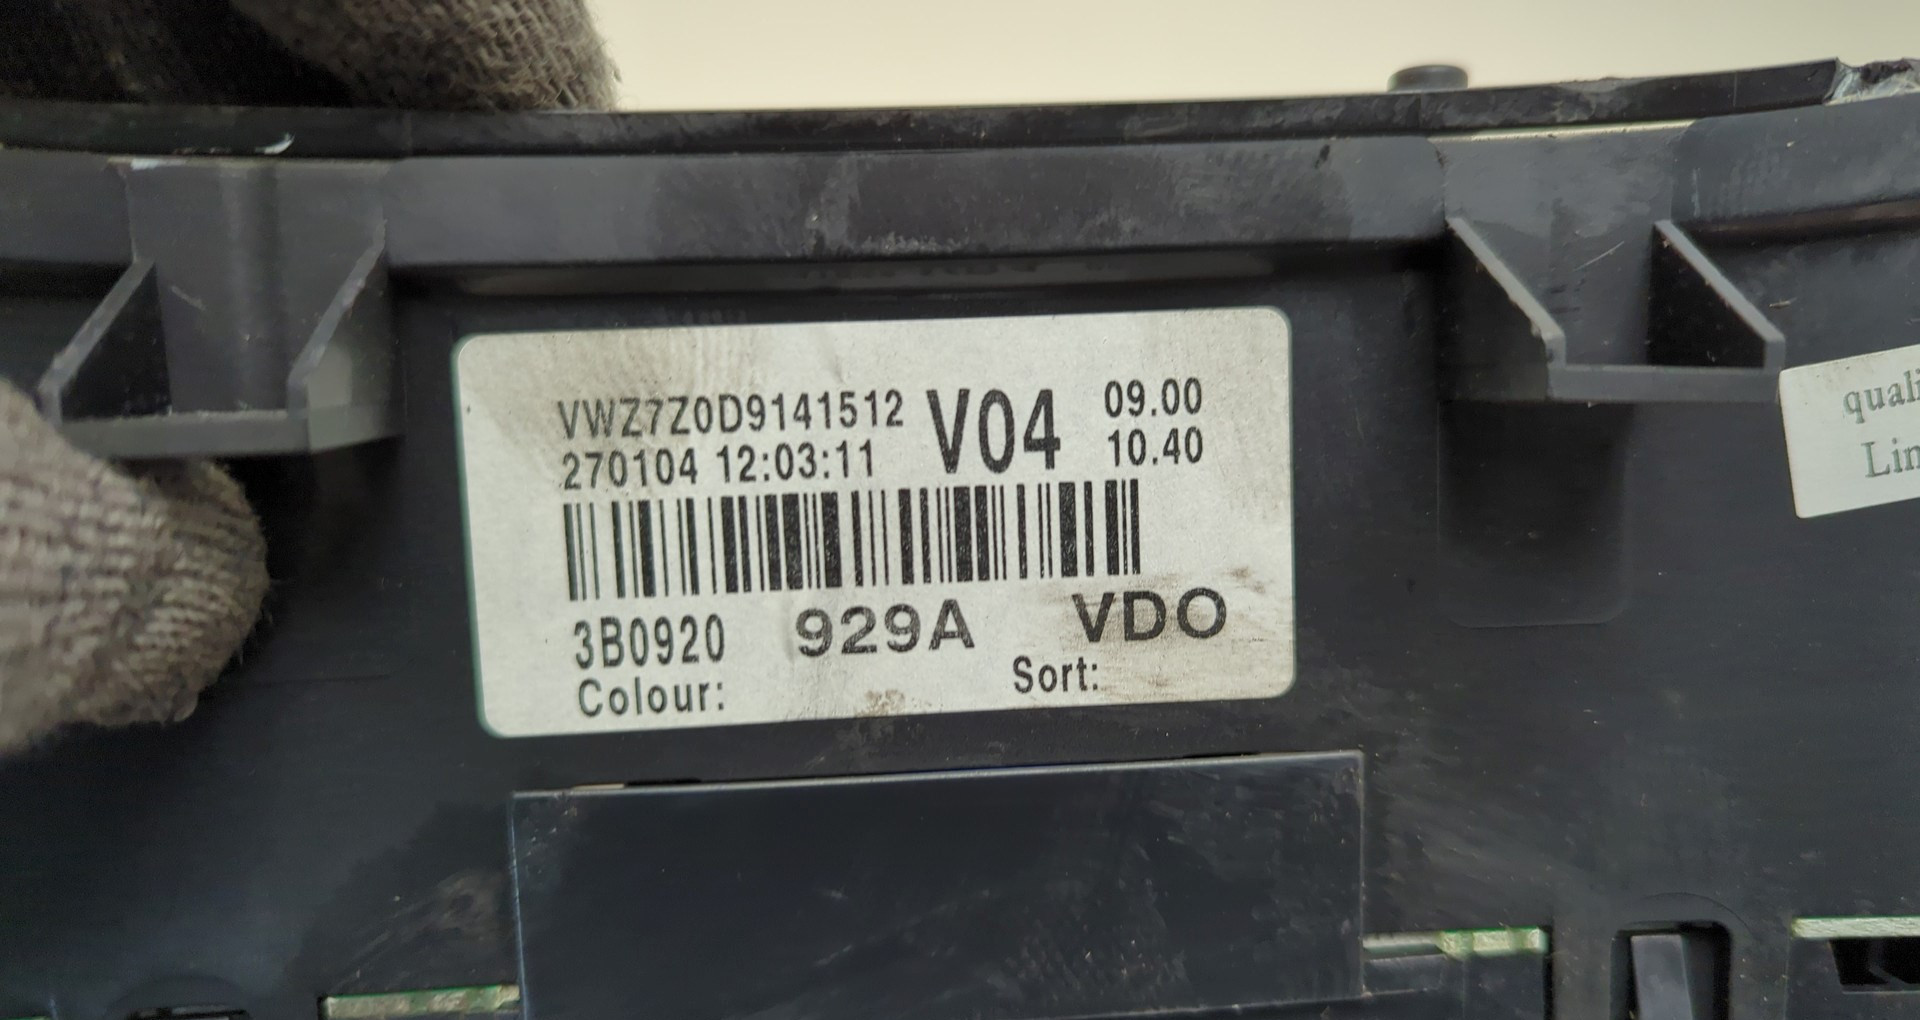 VWZ7Z0D9141512 V04 09.00
270104 12:03:11 10.40
3B0920 929A VDO
Colour: Sort: